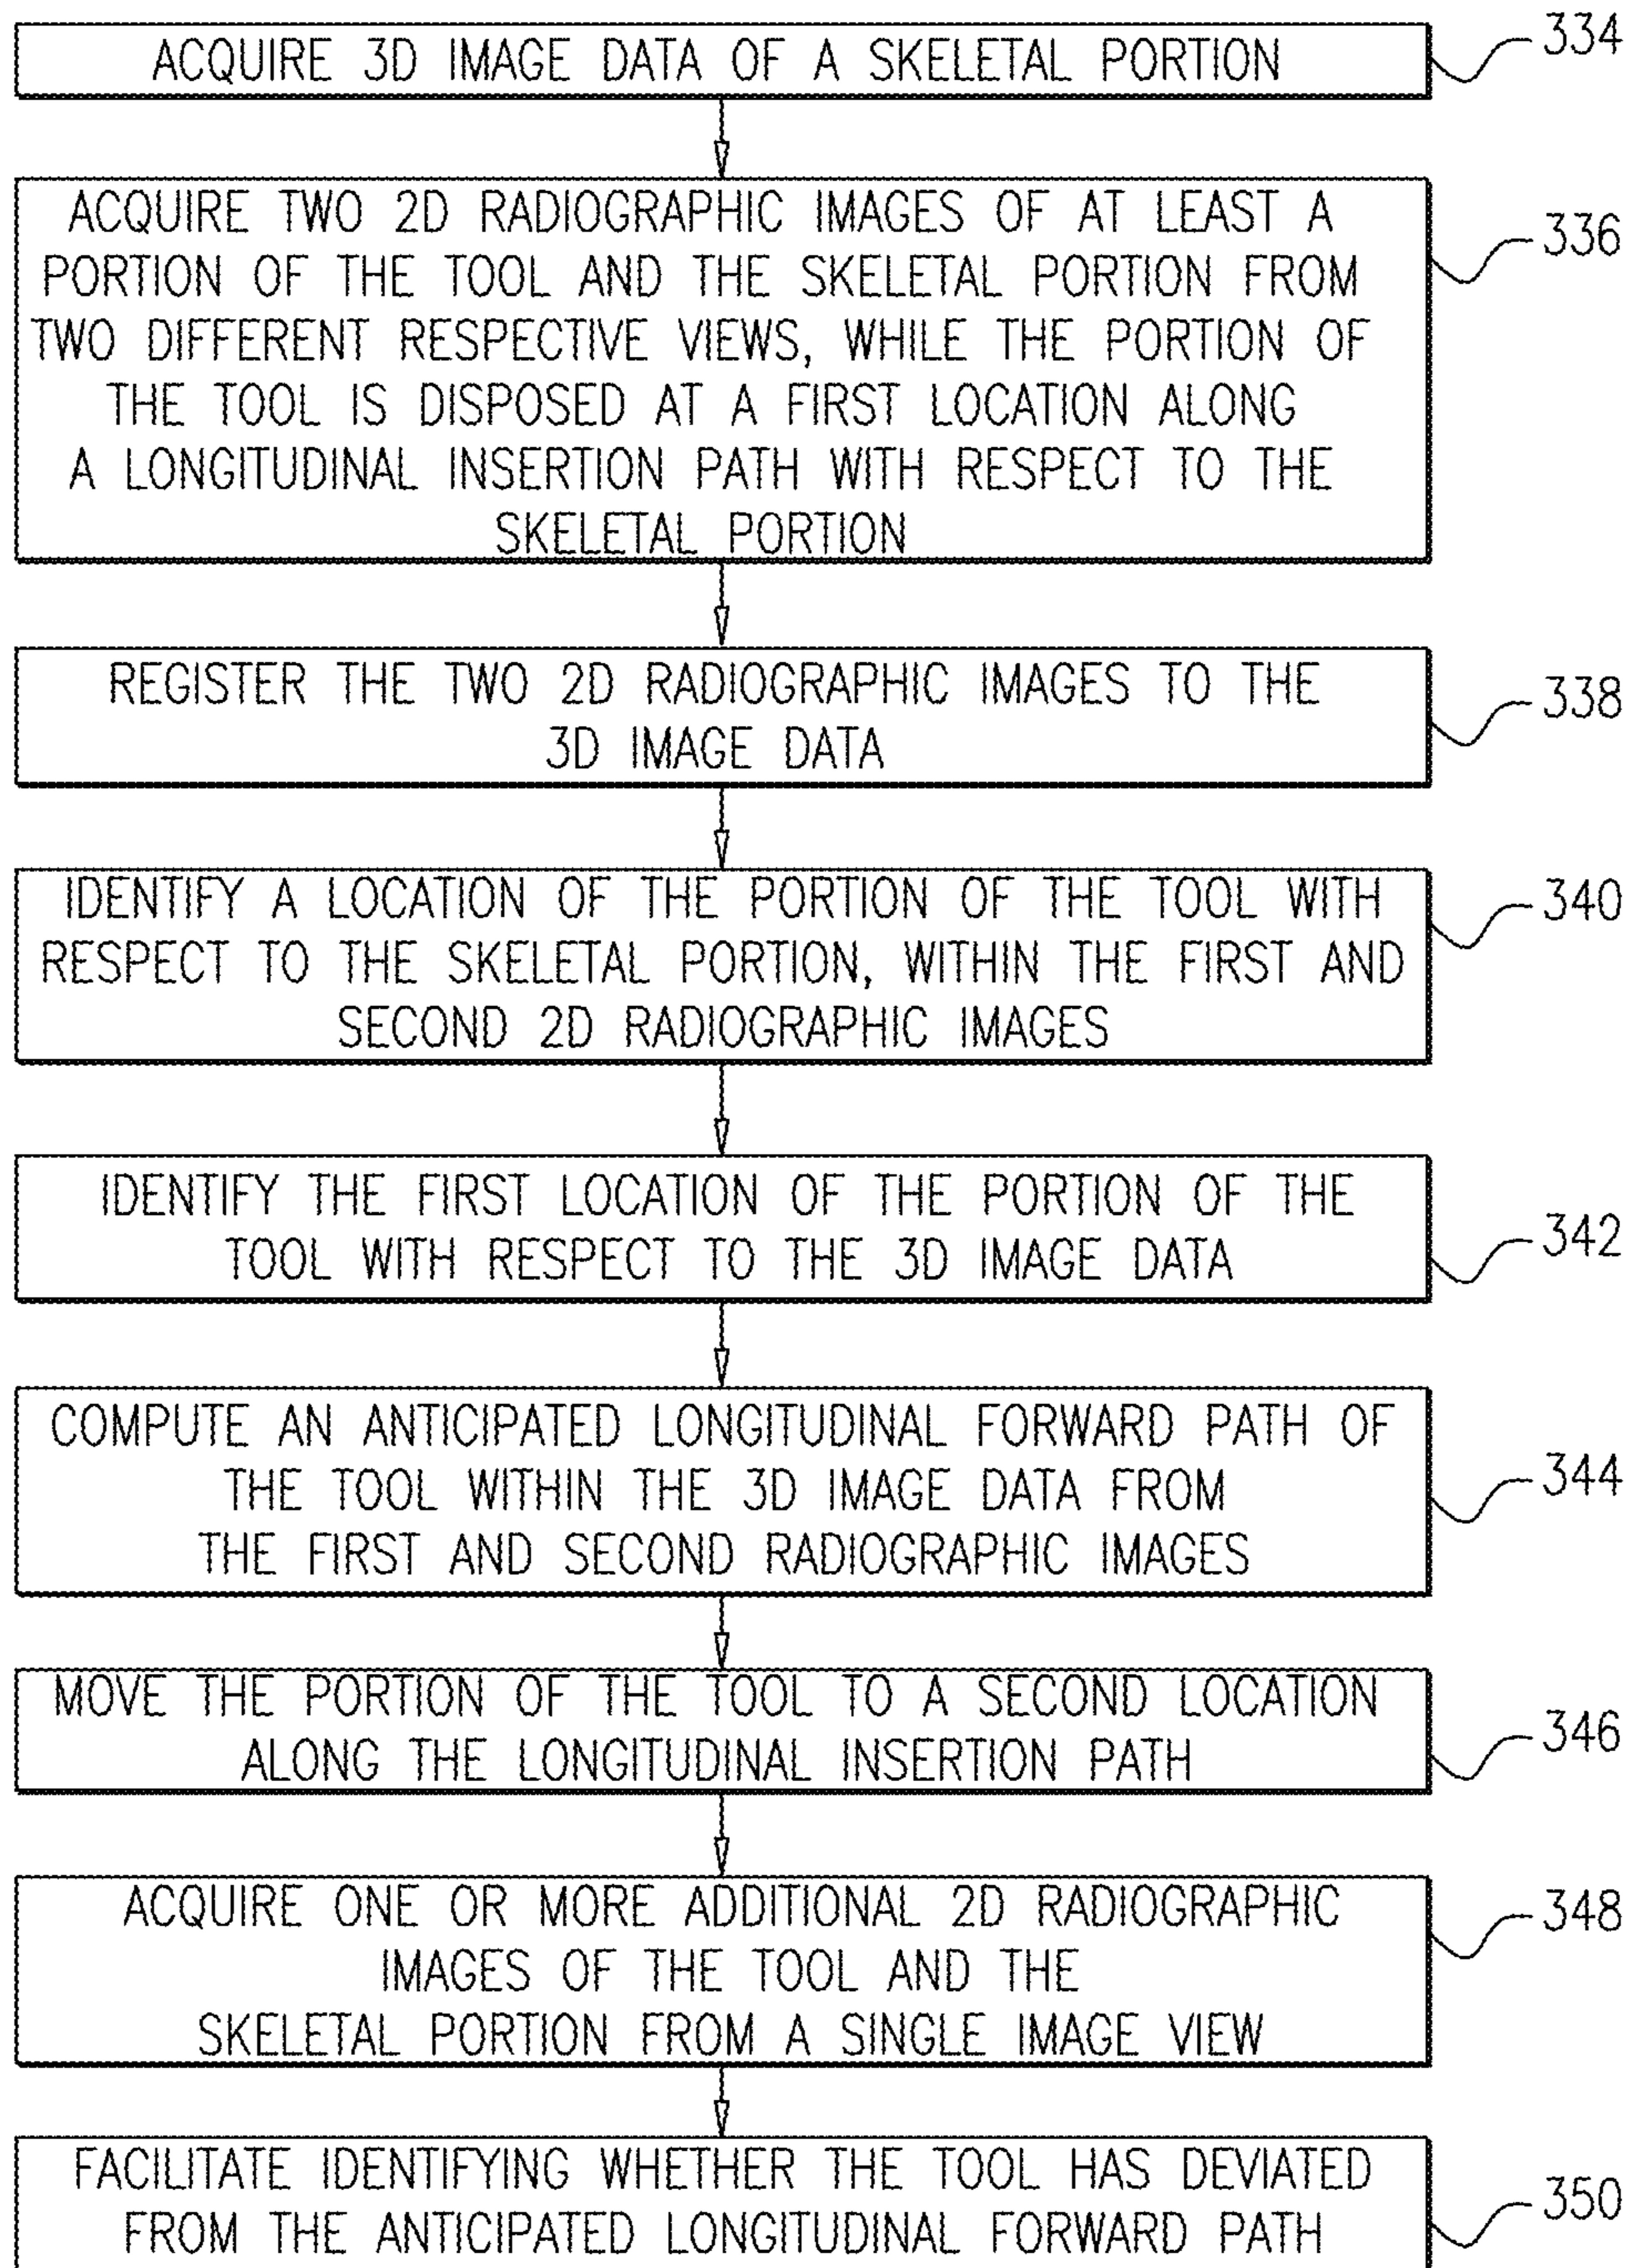 ACQUIRE 3D IMAGE DATA OF A SKELETAL PORTION
334
ACQUIRE TWO 2D RADIOGRAPHIC IMAGES OF AT LEAST A
PORTION OF THE TOOL AND THE SKELETAL PORTION FROM
TWO DIFFERENT RESPECTIVE VIEWS, WHILE THE PORTION OF
THE TOOL IS DISPOSED AT A FIRST LOCATION ALONG
A LONGITUDINAL INSERTION PATH WITH RESPECT TO THE
SKELETAL PORTION
336
REGISTER THE TWO 2D RADIOGRAPHIC IMAGES TO THE
3D IMAGE DATA
338
IDENTIFY A LOCATION OF THE PORTION OF THE TOOL WITH
RESPECT TO THE SKELETAL PORTION, WITHIN THE FIRST AND
SECOND 2D RADIOGRAPHIC IMAGES
340
IDENTIFY THE FIRST LOCATION OF THE PORTION OF THE
TOOL WITH RESPECT TO THE 3D IMAGE DATA
342
COMPUTE AN ANTICIPATED LONGITUDINAL FORWARD PATH OF
THE TOOL WITHIN THE 3D IMAGE DATA FROM
THE FIRST AND SECOND RADIOGRAPHIC IMAGES
344
MOVE THE PORTION OF THE TOOL TO A SECOND LOCATION
ALONG THE LONGITUDINAL INSERTION PATH
346
ACQUIRE ONE OR MORE ADDITIONAL 2D RADIOGRAPHIC
IMAGES OF THE TOOL AND THE
SKELETAL PORTION FROM A SINGLE IMAGE VIEW
348
FACILITATE IDENTIFYING WHETHER THE TOOL HAS DEVIATED
FROM THE ANTICIPATED LONGITUDINAL FORWARD PATH
350